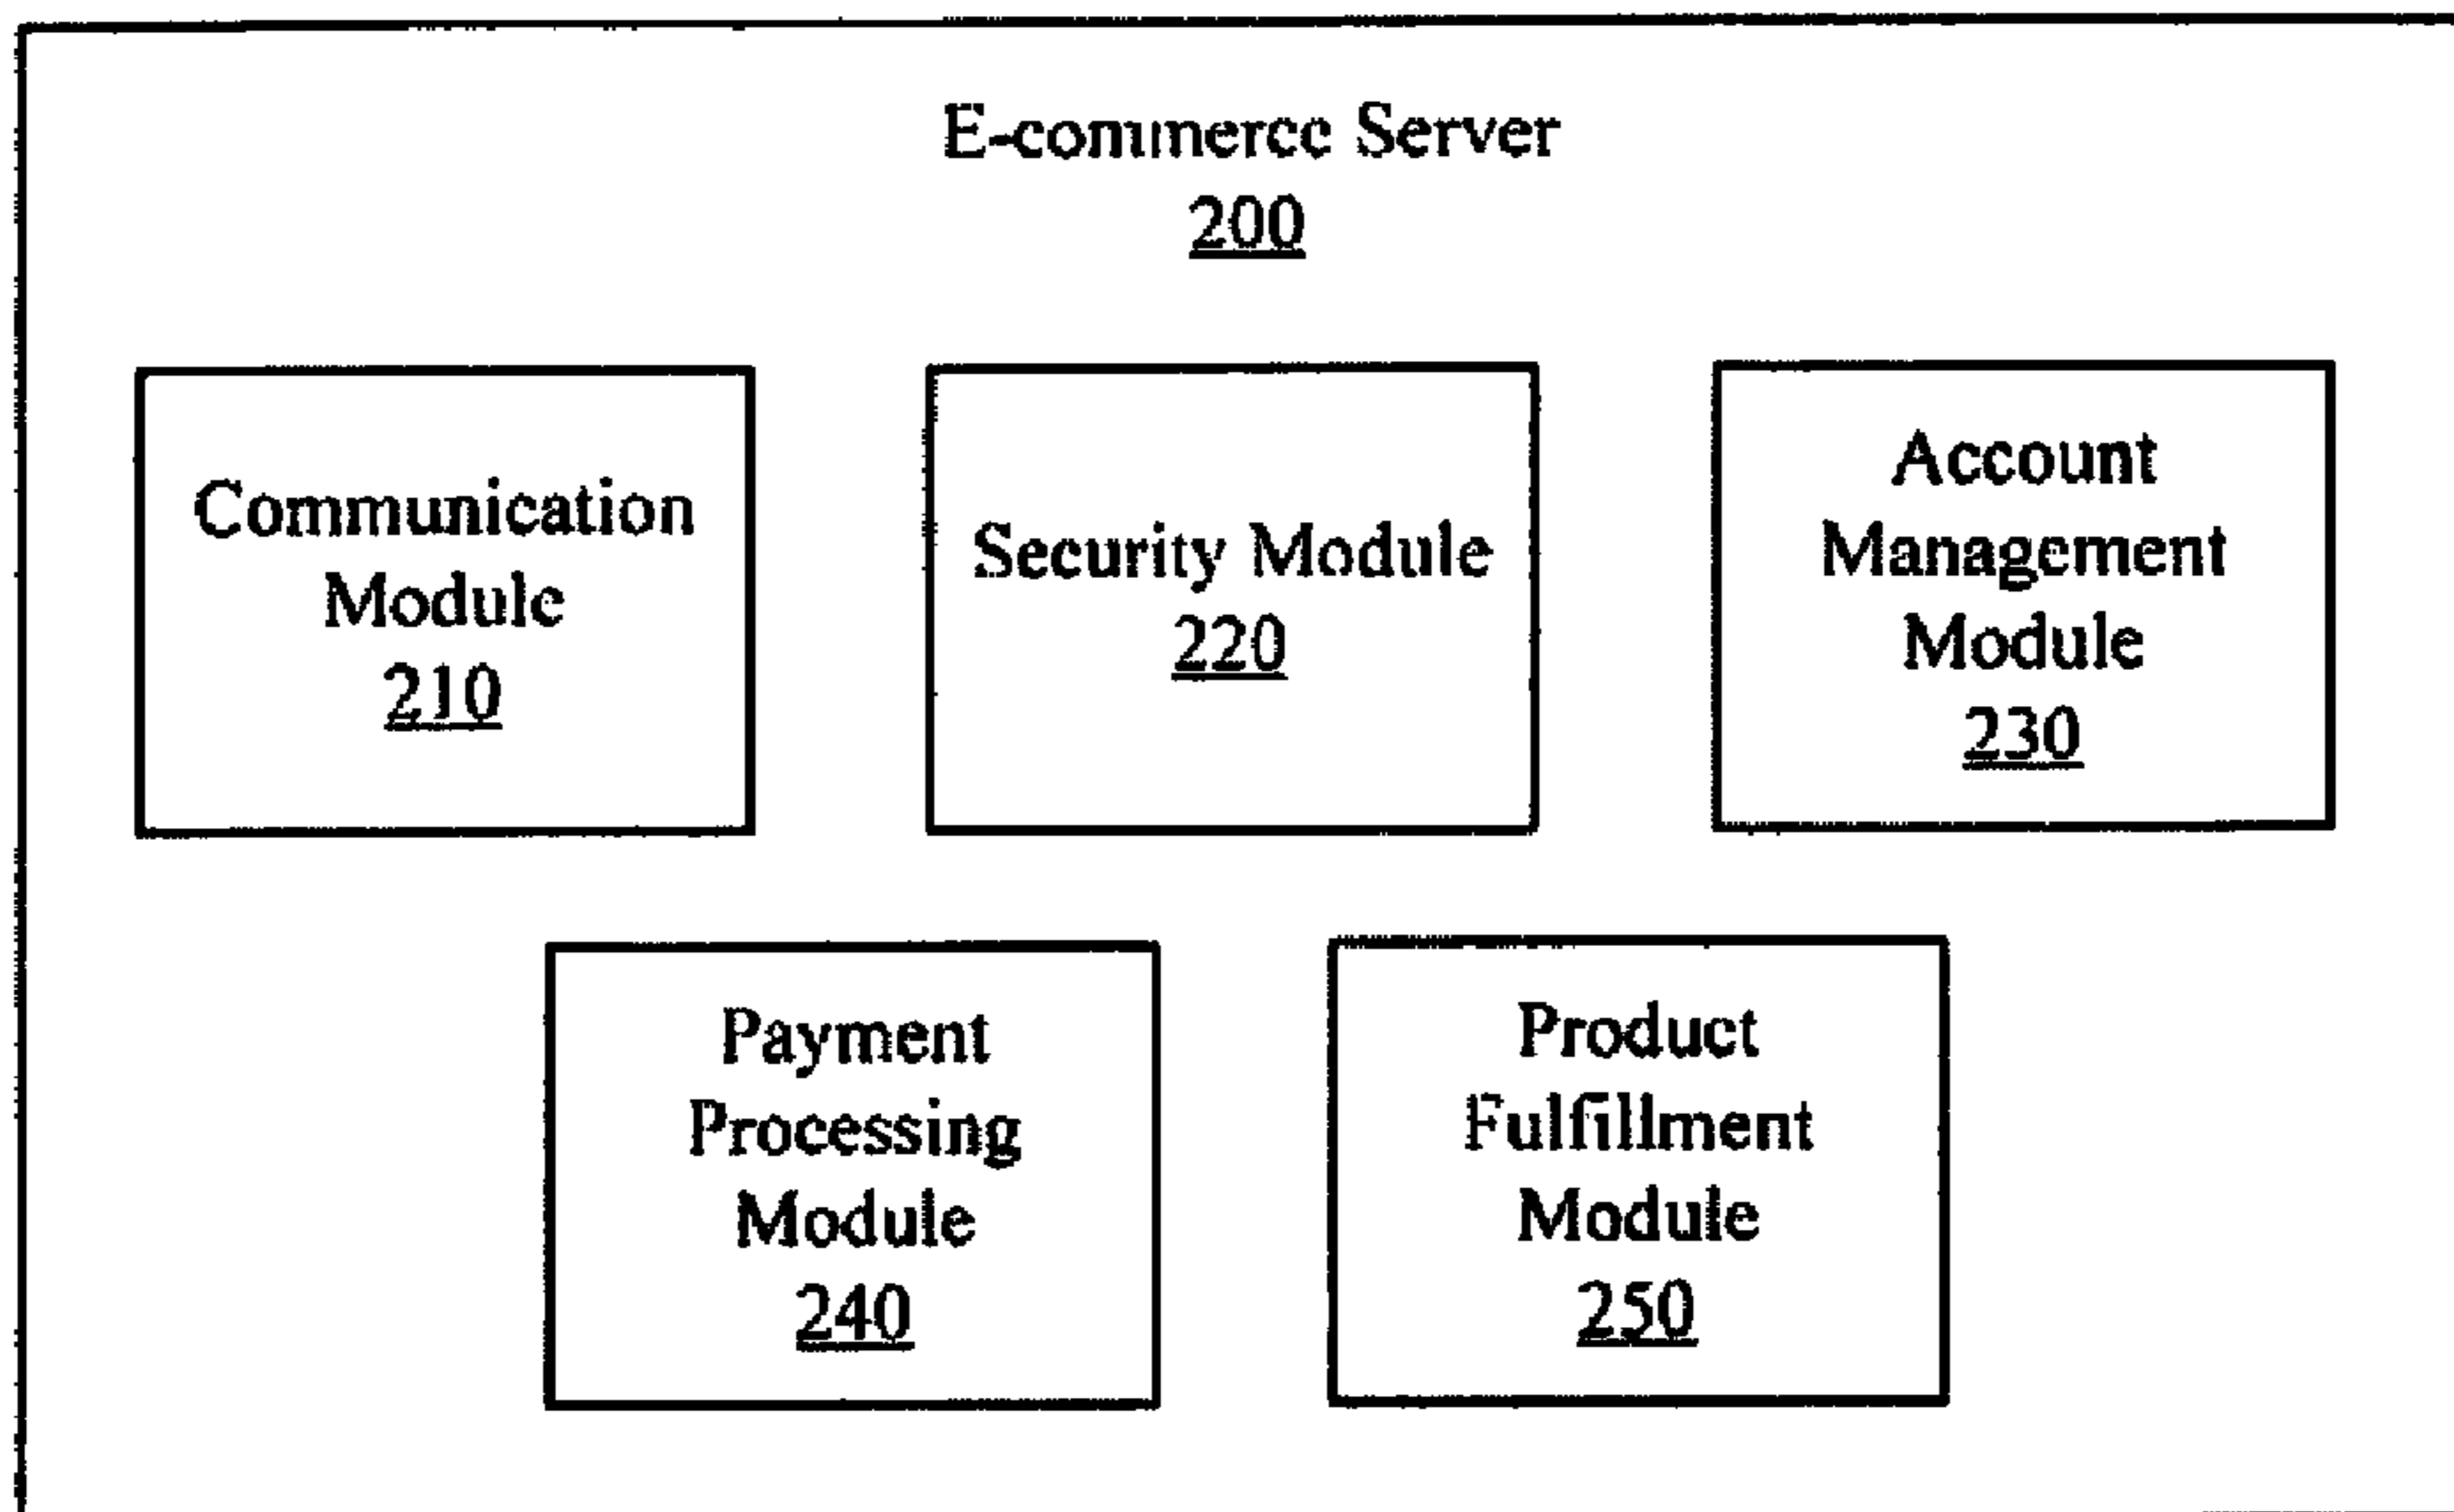 E-commerce Server
200
Communication
Module
210
Security Module
220
Account
Management
Module
230
Payment
Processing
Module
240
Product
Fulfillment
Module
250